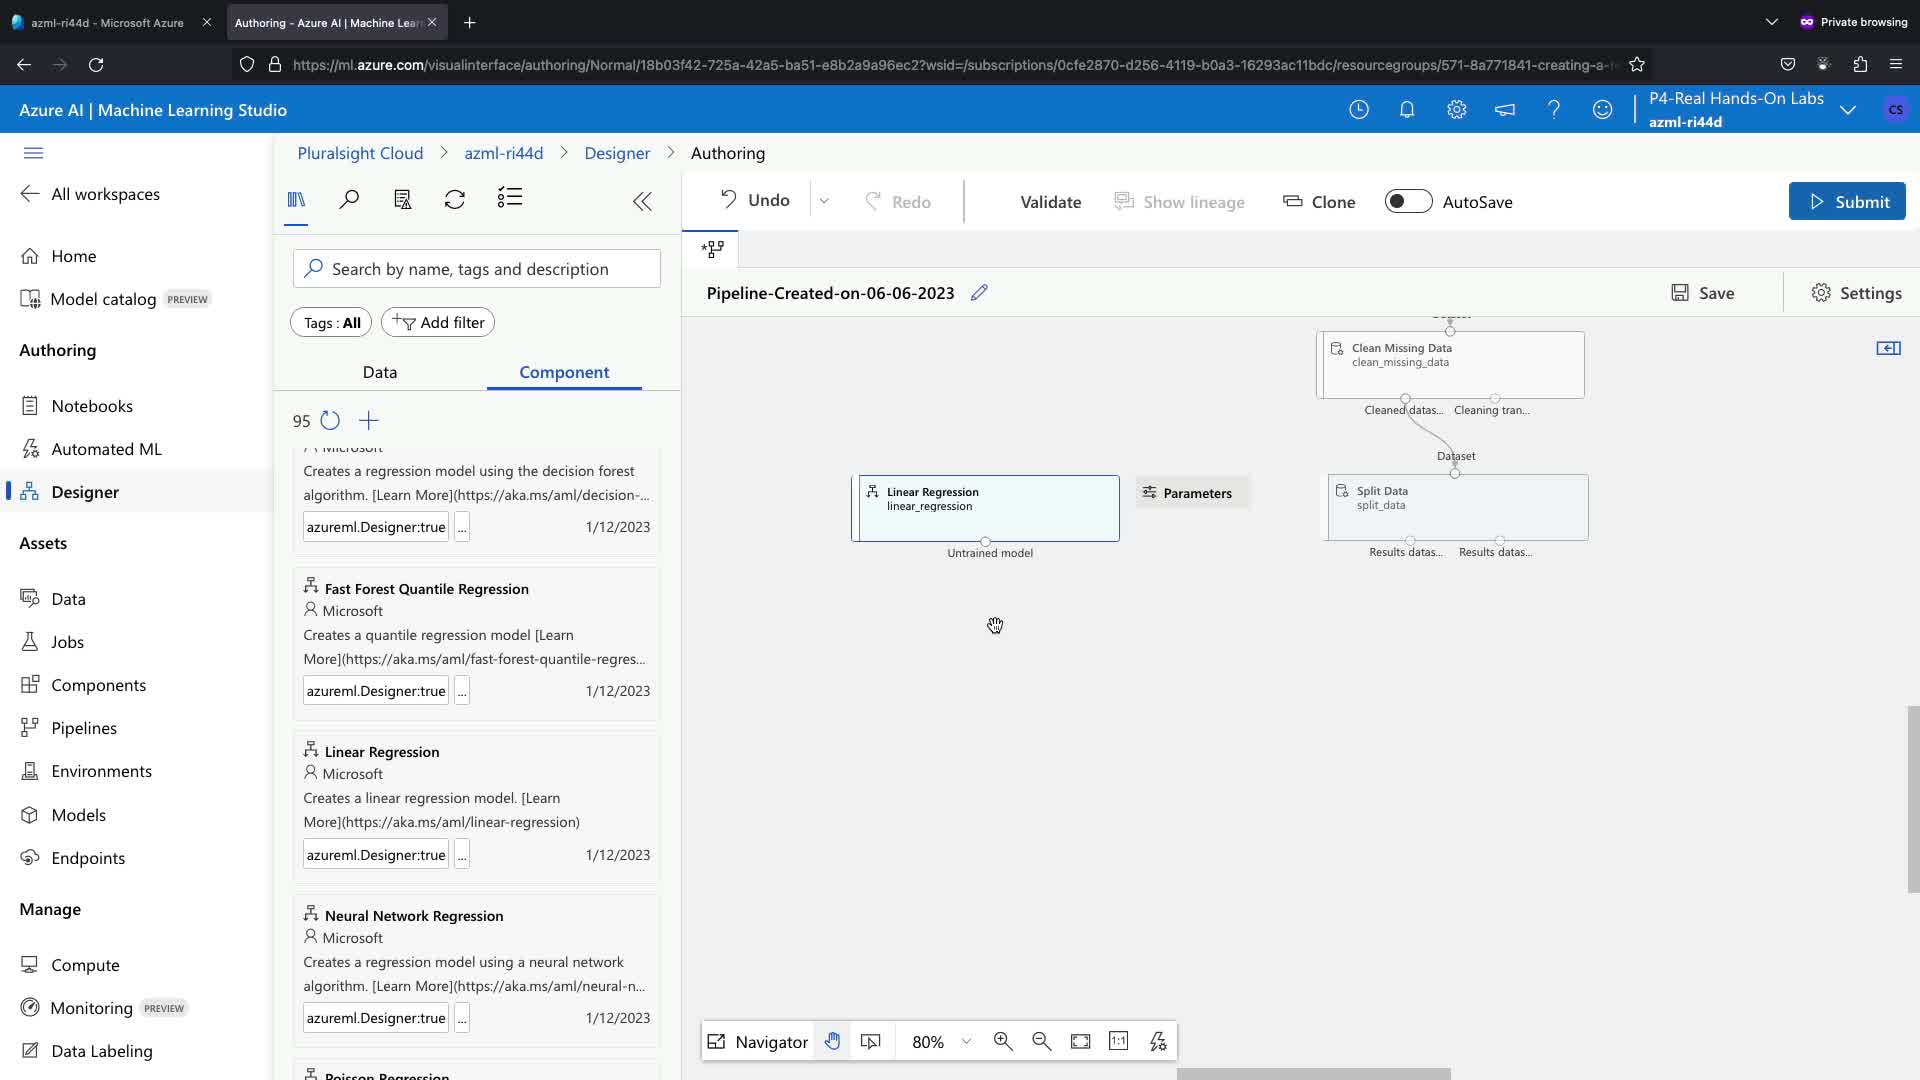 azml-ri44d - Microsoft Azure
Authoring - Azure AI | Machine Lear
Private browsing
https://ml.azure.com/visualinterface/authoring/Normal/18b03f42-725a-42a5-ba51-e8b2a9a96ec2?wsid=/subscriptions/0cfe2870-d256-4119-b0a3-16293ac11bdc/resourcegroups/571-8a771841-creating-a-
Azure AI | Machine Learning Studio
P4-Real Hands-On Labs
azml-ri44d
CS
Pluralsight Cloud > azml-ri44d > Designer > Authoring
All workspaces
Home
Model catalog PREVIEW
Authoring
Notebooks
Automated ML
Designer
Assets
Data
Jobs
Components
Pipelines
Environments
Models
Endpoints
Manage
Compute
Monitoring PREVIEW
Data Labeling
Search by name, tags and description
Tags : All
Add filter
Data
Component
95
Microsoft
Creates a regression model using the decision forest
algorithm. [Learn More](https://aka.ms/aml/decision-...
azureml.Designer:true ... 1/12/2023
Fast Forest Quantile Regression
Microsoft
Creates a quantile regression model [Learn
More](https://aka.ms/aml/fast-forest-quantile-regres...
azureml.Designer:true ... 1/12/2023
Linear Regression
Microsoft
Creates a linear regression model. [Learn
More](https://aka.ms/aml/linear-regression)
azureml.Designer:true ... 1/12/2023
Neural Network Regression
Microsoft
Creates a regression model using a neural network
algorithm. [Learn More](https://aka.ms/aml/neural-n...
azureml.Designer:true ... 1/12/2023
Poisson Regression
Undo
Redo
Validate
Show lineage
Clone
AutoSave
Submit
Pipeline-Created-on-06-06-2023
Save
Settings
Dataset
Clean Missing Data
clean_missing_data
Cleaned datas... Cleaning tran...
Dataset
Linear Regression
linear_regression
Untrained model
Parameters
Split Data
split_data
Results datas... Results datas...
Navigator
80%
1:1